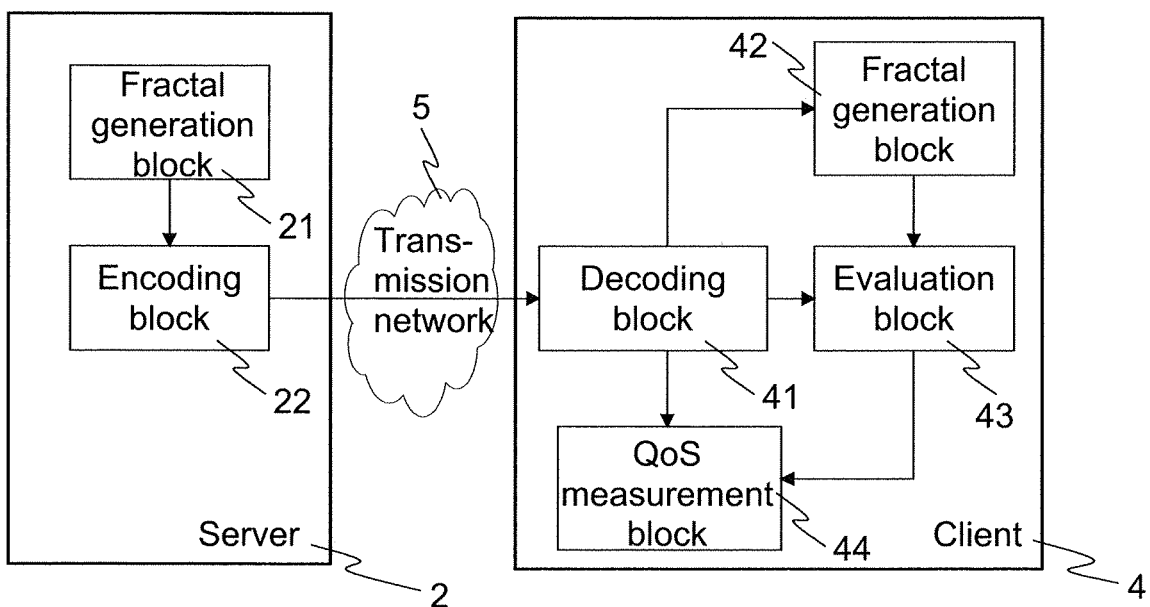 Fractal
generation
block
21
Encoding
block
22
Server
2
5
Trans-
mission
network
42
Fractal
generation
block
Decoding
block
41
Evaluation
block
43
QoS
measurement
block
44
Client
4